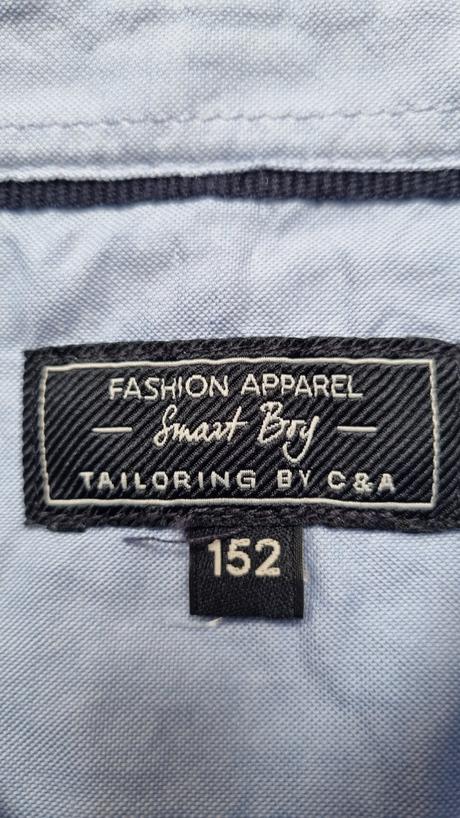 FASHION APPAREL
— Smart Boy —
TAILORING BY C&A
152